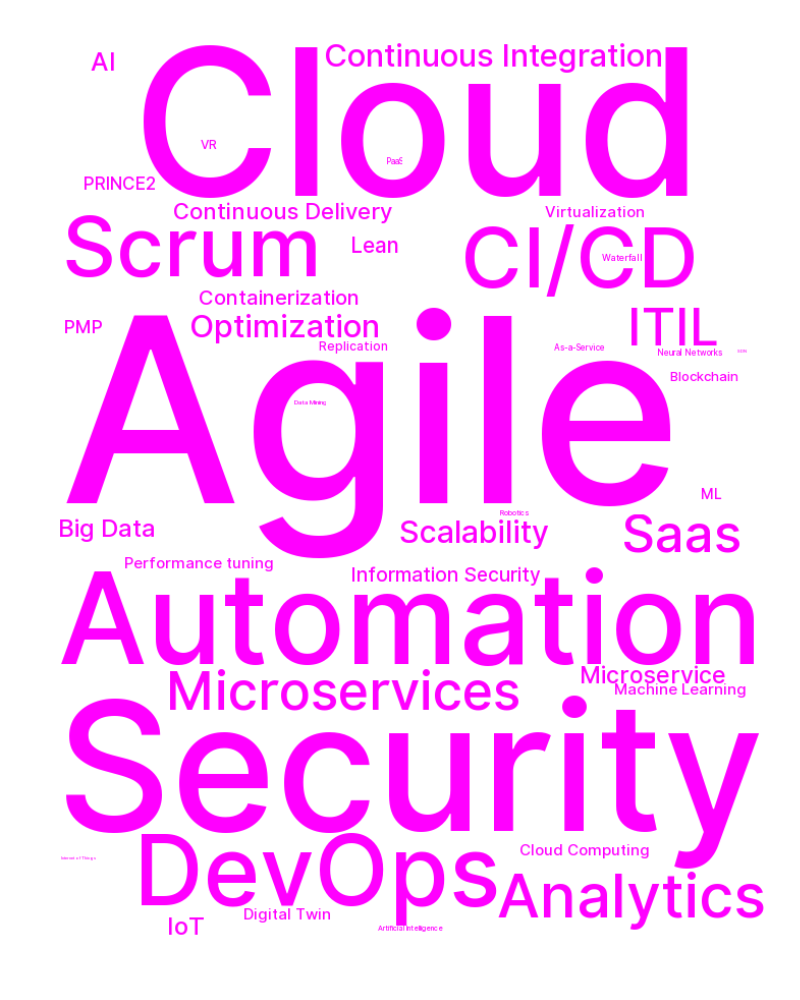 AI
Cloud
Continuous Integration
VR
PaaS
PRINCE2
Continuous Delivery
Virtualization
Scrum
Lean
CI/CD
Waterfall
Containerization
PMP
Optimization
ITIL
Replication
As-a-Service
Neural Networks
Blockchain
Agile
Data Mining
ML
Robotics
Big Data
Scalability
Saas
Performance tuning
Information Security
Automation
Microservices
Microservice
Machine Learning
Security
DevOps
Cloud Computing
Internet of Things
Analytics
Digital Twin
IoT
Artificial Intelligence